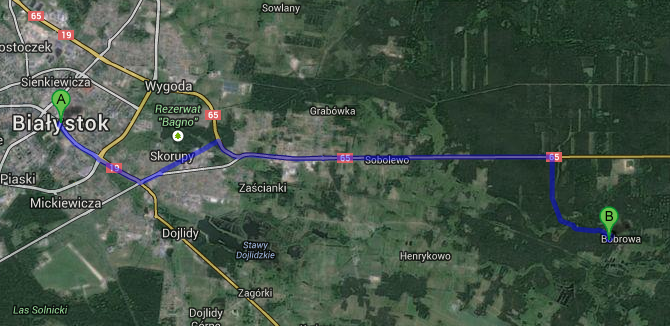 Sowlany
65
19
ostoczek
Sienkiewicza
Wygoda
A
Rezerwat
"Bagno"
65
Grabówka
Białystok
Skorupy
19
65
Sobolewo
65
Piaski
Zaścianki
Mickiewicza
B
Bobrowa
Dojlidy
Stawy
Dojlidzkie
Henrykowo
Zagórki
Las Solnicki
Dojlidy
Górne